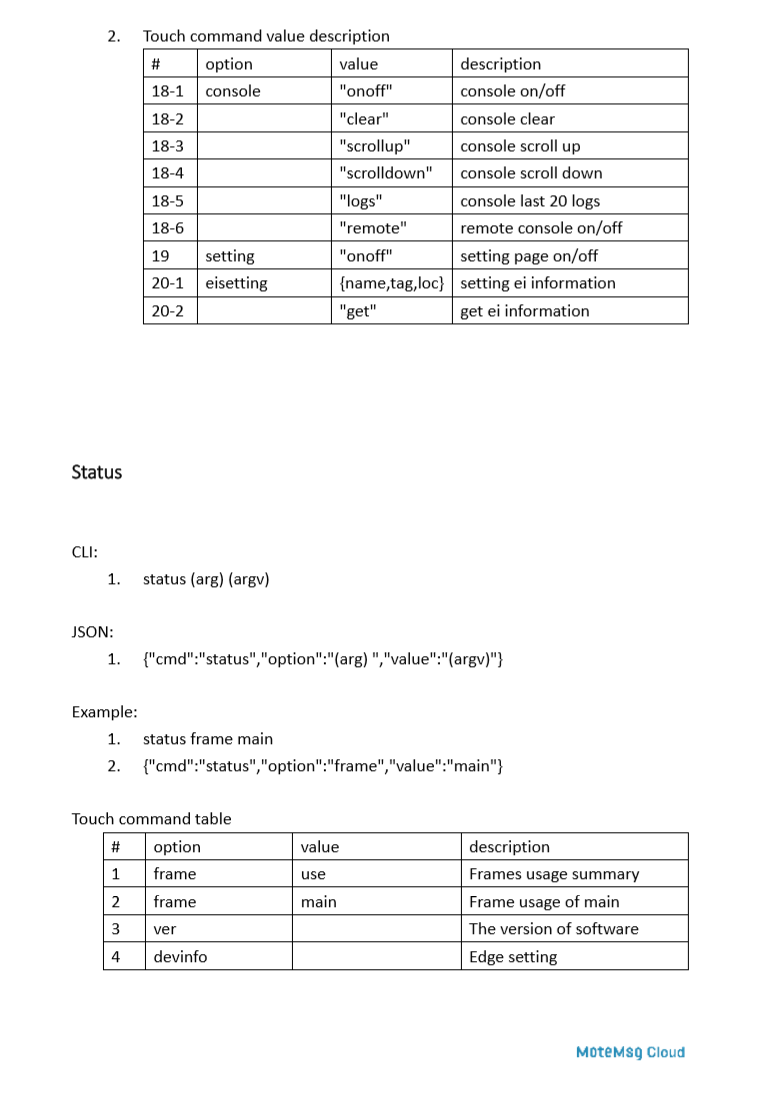 2. Touch command value description
# option value description
18-1 console "onoff" console on/off
18-2 "clear" console clear
18-3 "scrollup" console scroll up
18-4 "scrolldown" console scroll down
18-5 "logs" console last 20 logs
18-6 "remote" remote console on/off
19 setting "onoff" setting page on/off
20-1 eisetting {name,tag,loc} setting ei information
20-2 "get" get ei information
Status
CLI:
1. status (arg) (argv)
JSON:
1. {"cmd":"status","option":"(arg) ","value":"(argv)"}
Example:
1. status frame main
2. {"cmd":"status","option":"frame","value":"main"}
Touch command table
# option value description
1 frame use Frames usage summary
2 frame main Frame usage of main
3 ver The version of software
4 devinfo Edge setting
MoteMsg Cloud